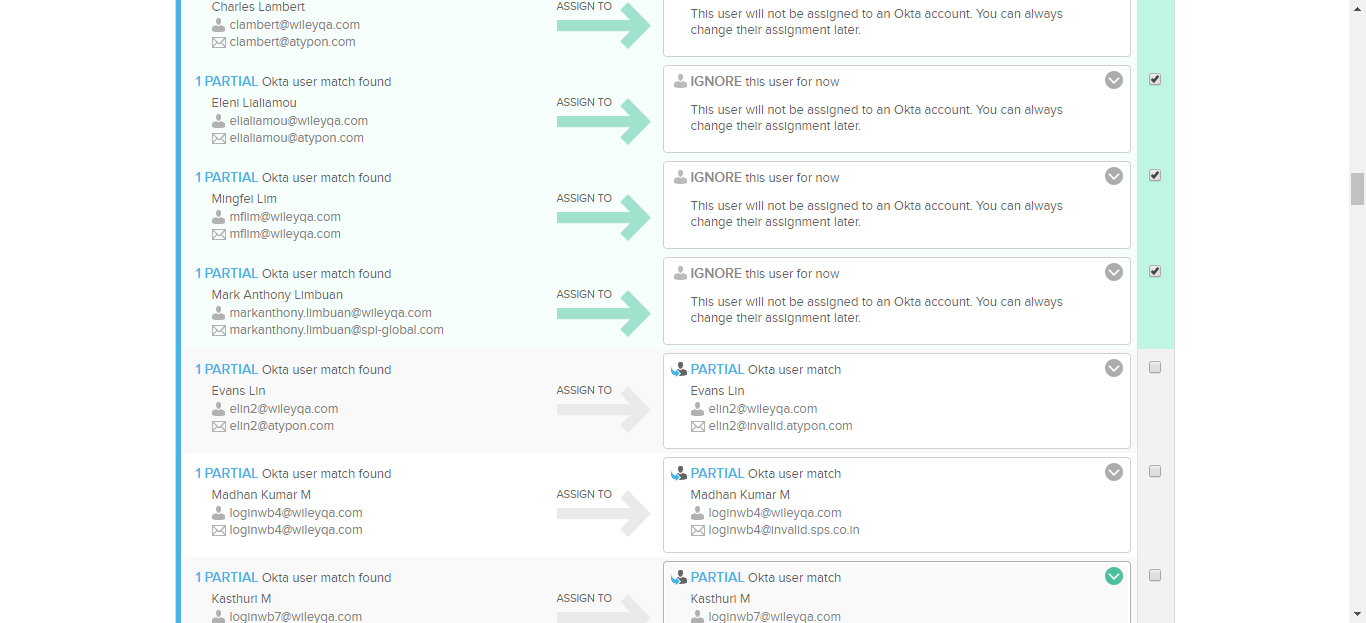 Charles Lambert
clambert@wileyqa.com
clambert@atypon.com
ASSIGN TO
This user will not be assigned to an Okta account. You can always
change their assignment later.
1 PARTIAL Okta user match found
Eleni Lialiamou
elialiamou@wileyqa.com
elialiamou@atypon.com
ASSIGN TO
IGNORE this user for now
This user will not be assigned to an Okta account. You can always
change their assignment later.
1 PARTIAL Okta user match found
Mingfei Lim
mflim@wileyqa.com
mflim@wileyqa.com
ASSIGN TO
IGNORE this user for now
This user will not be assigned to an Okta account. You can always
change their assignment later.
1 PARTIAL Okta user match found
Mark Anthony Limbuan
markanthony.limbuan@wileyqa.com
markanthony.limbuan@spi-global.com
ASSIGN TO
IGNORE this user for now
This user will not be assigned to an Okta account. You can always
change their assignment later.
1 PARTIAL Okta user match found
Evans Lin
elin2@wileyqa.com
elin2@atypon.com
ASSIGN TO
PARTIAL Okta user match
Evans Lin
elin2@wileyqa.com
elin2@invalid.atypon.com
1 PARTIAL Okta user match found
Madhan Kumar M
loginwb4@wileyqa.com
loginwb4@wileyqa.com
ASSIGN TO
PARTIAL Okta user match
Madhan Kumar M
loginwb4@wileyqa.com
loginwb4@invalid.sps.co.in
1 PARTIAL Okta user match found
Kasthuri M
loginwb7@wileyqa.com
ASSIGN TO
PARTIAL Okta user match
Kasthuri M
loginwb7@wileyqa.com